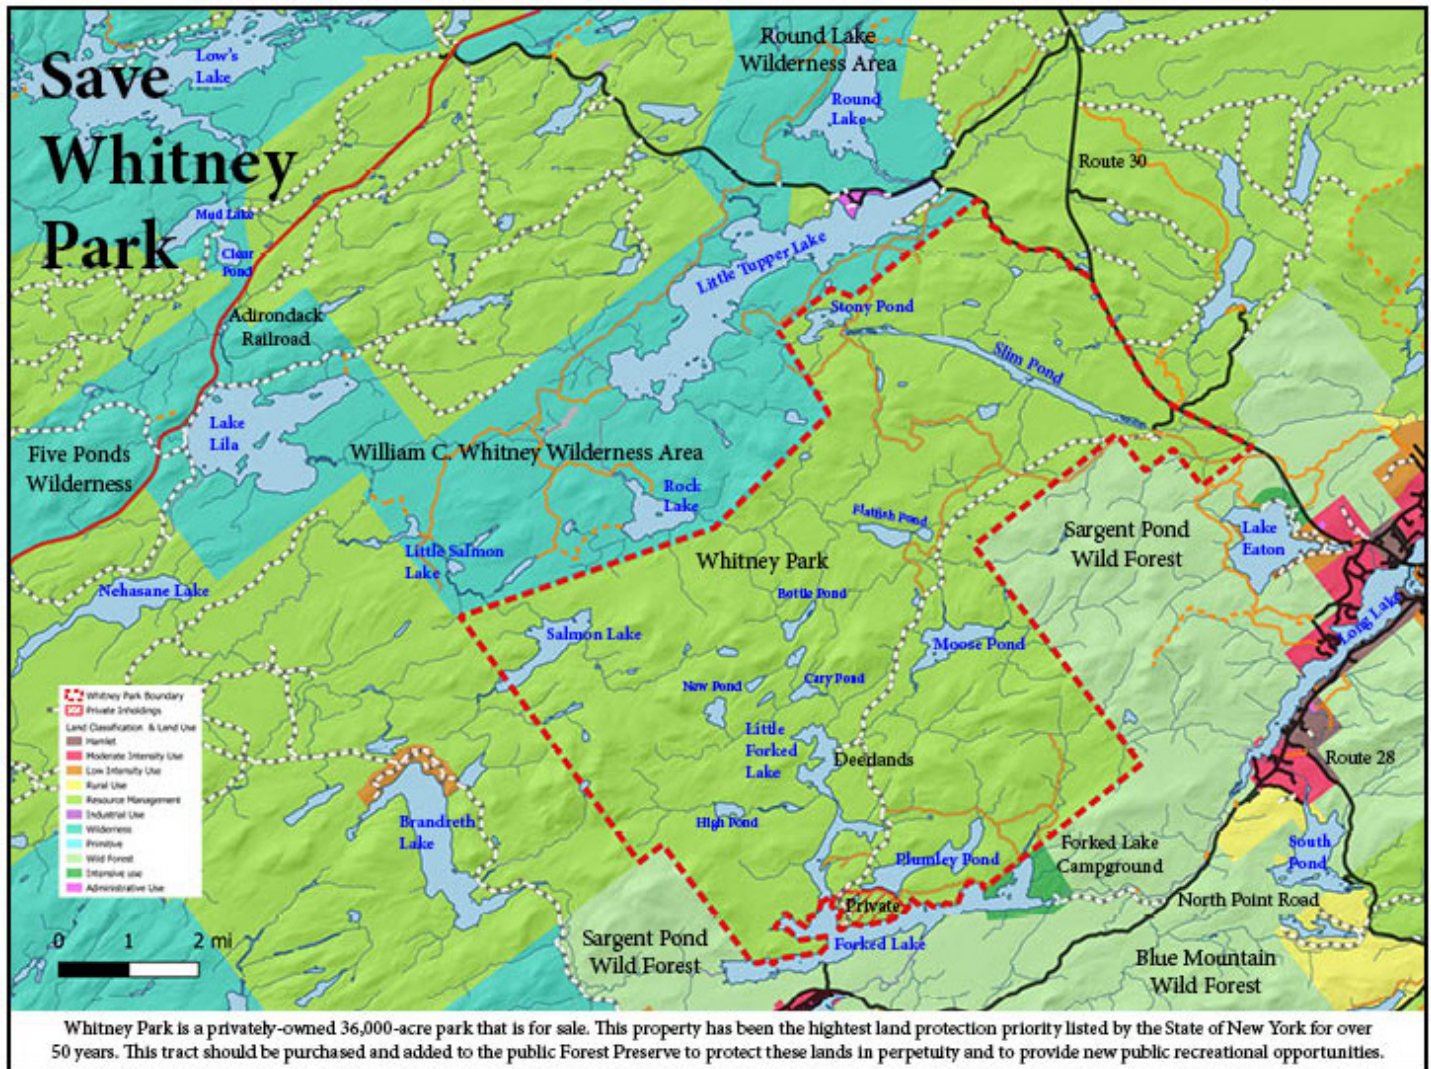 Save
Whitney
Park
Low's
Lake
Round Lake
Wilderness Area
Round
Lake
Route 30
Mud Lake
Clear
Pond
Adirondack
Railroad
Little Tupper Lake
Stony Pond
Slim Pond
Lake
Lila
Five Ponds
Wilderness
William C. Whitney Wilderness Area
Rock
Lake
Flatfish Pond
Sargent Pond
Wild Forest
Lake
Eaton
Little Salmon
Lake
Whitney Park
Nehasane Lake
Bottle Pond
Long Lake
Salmon Lake
Moose Pond
New Pond
Cary Pond
Little
Forked
Lake
Deerlands
Route 28
Whitney Park Boundary
Private Inholdings
Land Classification & Land Use
Hamlet
Moderate Intensity Use
Low Intensity Use
Rural Use
Resource Management
Industrial Use
Wilderness
Primitive
Wild Forest
Intensive use
Administrative Use
Brandreth
Lake
High Pond
Plumley Pond
Forked Lake
Campground
South
Pond
Private
North Point Road
Forked Lake
Sargent Pond
Wild Forest
Blue Mountain
Wild Forest
0 1 2 mi
Whitney Park is a privately-owned 36,000-acre park that is for sale. This property has been the hightest land protection priority listed by the State of New York for over
50 years. This tract should be purchased and added to the public Forest Preserve to protect these lands in perpetuity and to provide new public recreational opportunities.